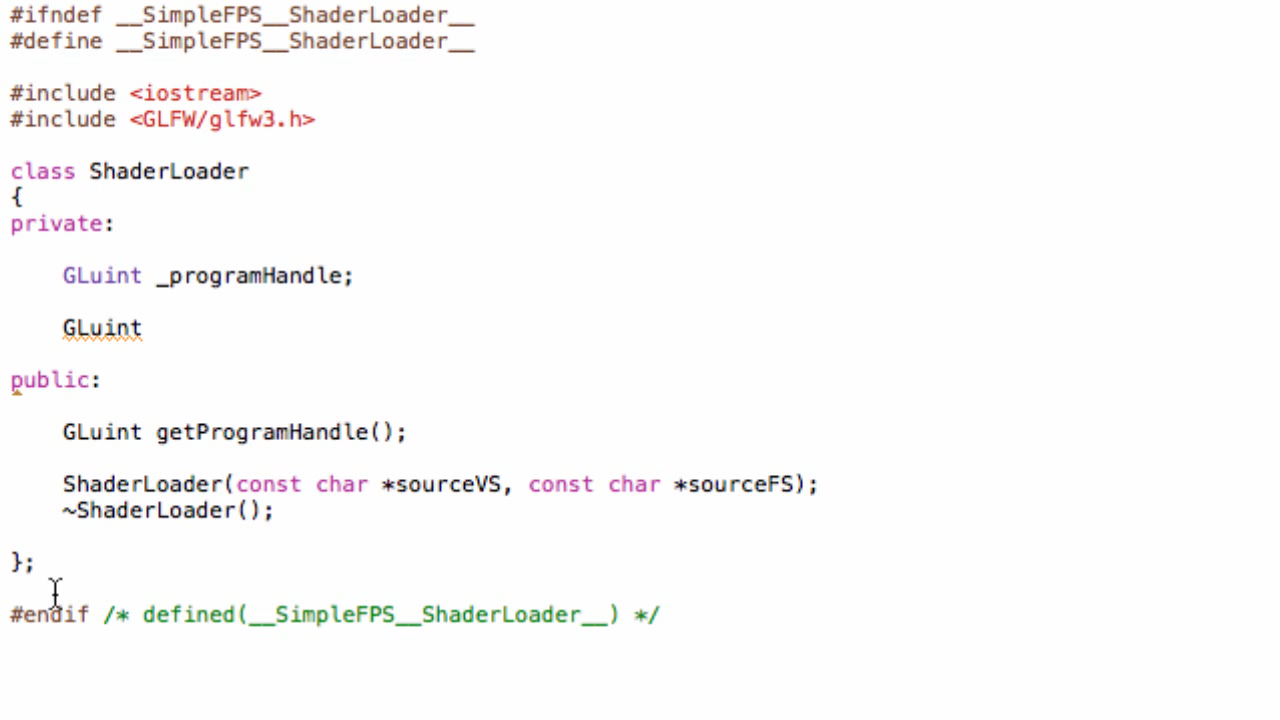 #ifndef __SimpleFPS__ShaderLoader__
#define __SimpleFPS__ShaderLoader__
#include <iostream>
#include <GLFW/glfw3.h>
class ShaderLoader
{
private:
GLuint _programHandle;
GLuint
public:
GLuint getProgramHandle();
ShaderLoader(const char *sourceVS, const char *sourceFS);
~ShaderLoader();
};
#endif /* defined(__SimpleFPS__ShaderLoader__) */